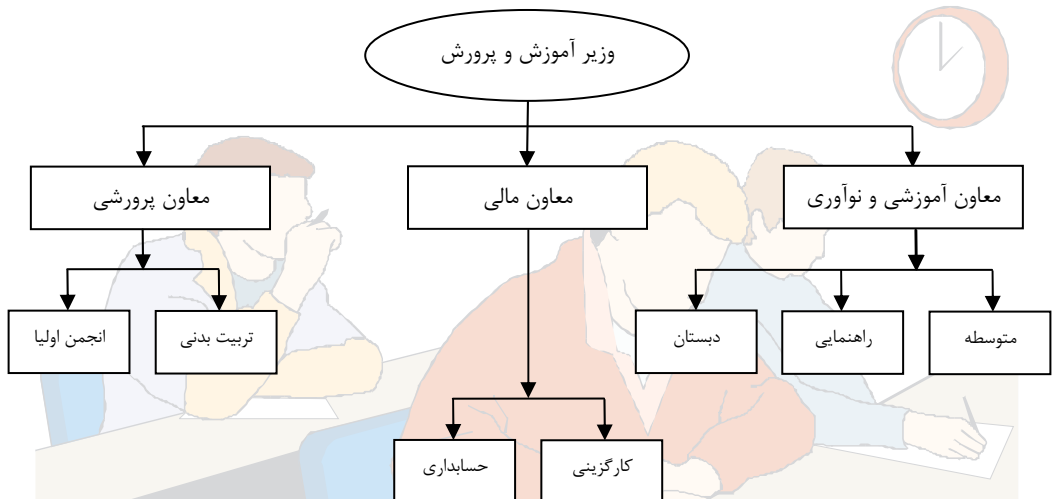 وزیر آموزش و پرورش
معاون آموزشی و نوآوری
معاون مالی
معاون پرورشی
متوسطه
راهنمایی
دبستان
تربیت بدنی
انجمن اولیا
کارگزینی
حسابداری